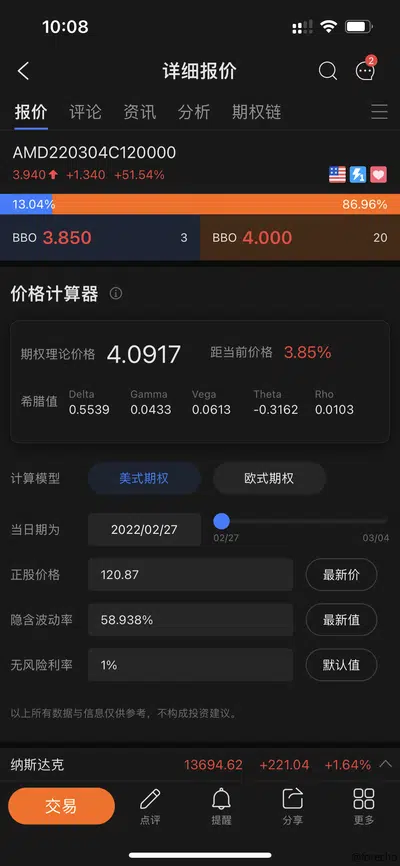 10:08
详细报价
2
报价 评论 资讯 分析 期权链
AMD220304C120000
3.940 +1.340 +51.54%
13.04% 86.96%
BBO 3.850 3 BBO 4.000 20
价格计算器
期权理论价格 4.0917 距当前价格 3.85%
希腊值
Delta Gamma Vega Theta Rho
0.5539 0.0433 0.0613 -0.3162 0.0103
计算模型 美式期权 欧式期权
当日期为 2022/02/27
02/27 03/04
正股价格 120.87 最新价
隐含波动率 58.938% 最新值
无风险利率 1% 默认值
以上所有数据与信息仅供参考，不构成投资建议。
纳斯达克 13694.62 +221.04 +1.64%
交易 点评 提醒 分享 更多